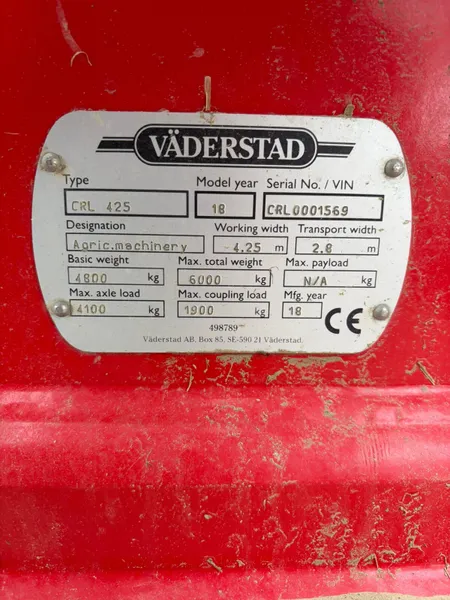 VÄDERSTAD
Type Model year Serial No. / VIN
CRL 425 18 CRL0001569
Designation Working width Transport width
Agric.machinery 4.25 m 2.8 m
Basic weight Max. total weight Max. payload
4800 kg 6000 kg N/A kg
Max. axle load Max. coupling load Mfg. year
4100 kg 1900 kg 18 CE
498789
Väderstad AB, Box 85, SE-590 21 Väderstad